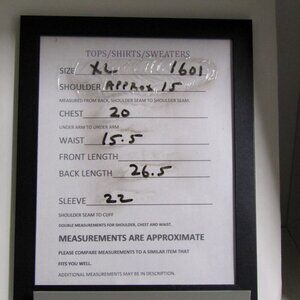 TOPS/SHIRTS/SWEATERS
SIZE XL 1601
SHOULDER APPROX 15
MEASURED FROM BACK, SHOULDER SEAM TO SHOULDER SEAM.
CHEST 20
UNDER ARM TO UNDER ARM
WAIST 15.5
FRONT LENGTH
BACK LENGTH 26.5
SLEEVE 22
SHOULDER SEAM TO CUFF
DOUBLE MEASUREMENTS FOR SHOULDER, CHEST AND WAIST.
MEASUREMENTS ARE APPROXIMATE
PLEASE COMPARE MEASUREMENTS TO A SIMILAR ITEM THAT
FITS YOU WELL.
ADDITIONAL MEASUREMENTS MAY BE IN DESCRIPTION.